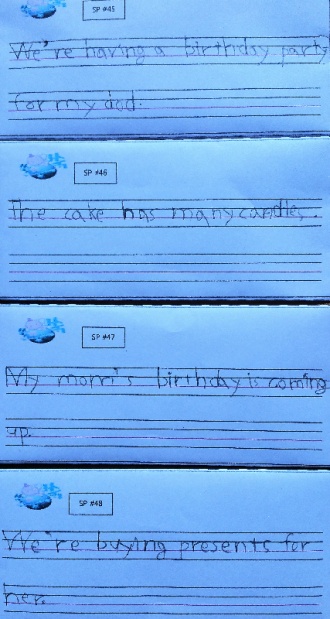 SP #45
We're having a birthday party
for my dad.
SP #46
The cake has many candles.
SP #47
My mom's birthday is coming
up.
SP #48
We're buying presents for
her.